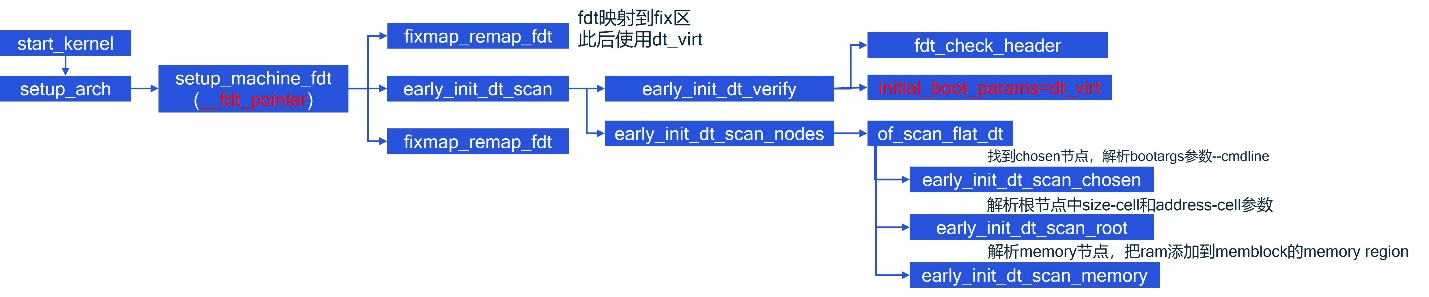 start_kernel
setup_arch
setup_machine_fdt
(__fdt_pointer)
fixmap_remap_fdt
fdt映射到fix区
此后使用dt_virt
early_init_dt_scan
fixmap_remap_fdt
early_init_dt_verify
early_init_dt_scan_nodes
fdt_check_header
initial_boot_params=dt_virt
of_scan_flat_dt
找到chosen节点，解析bootargs参数--cmdline
early_init_dt_scan_chosen
解析根节点中size-cell和address-cell参数
early_init_dt_scan_root
解析memory节点，把ram添加到memblock的memory region
early_init_dt_scan_memory